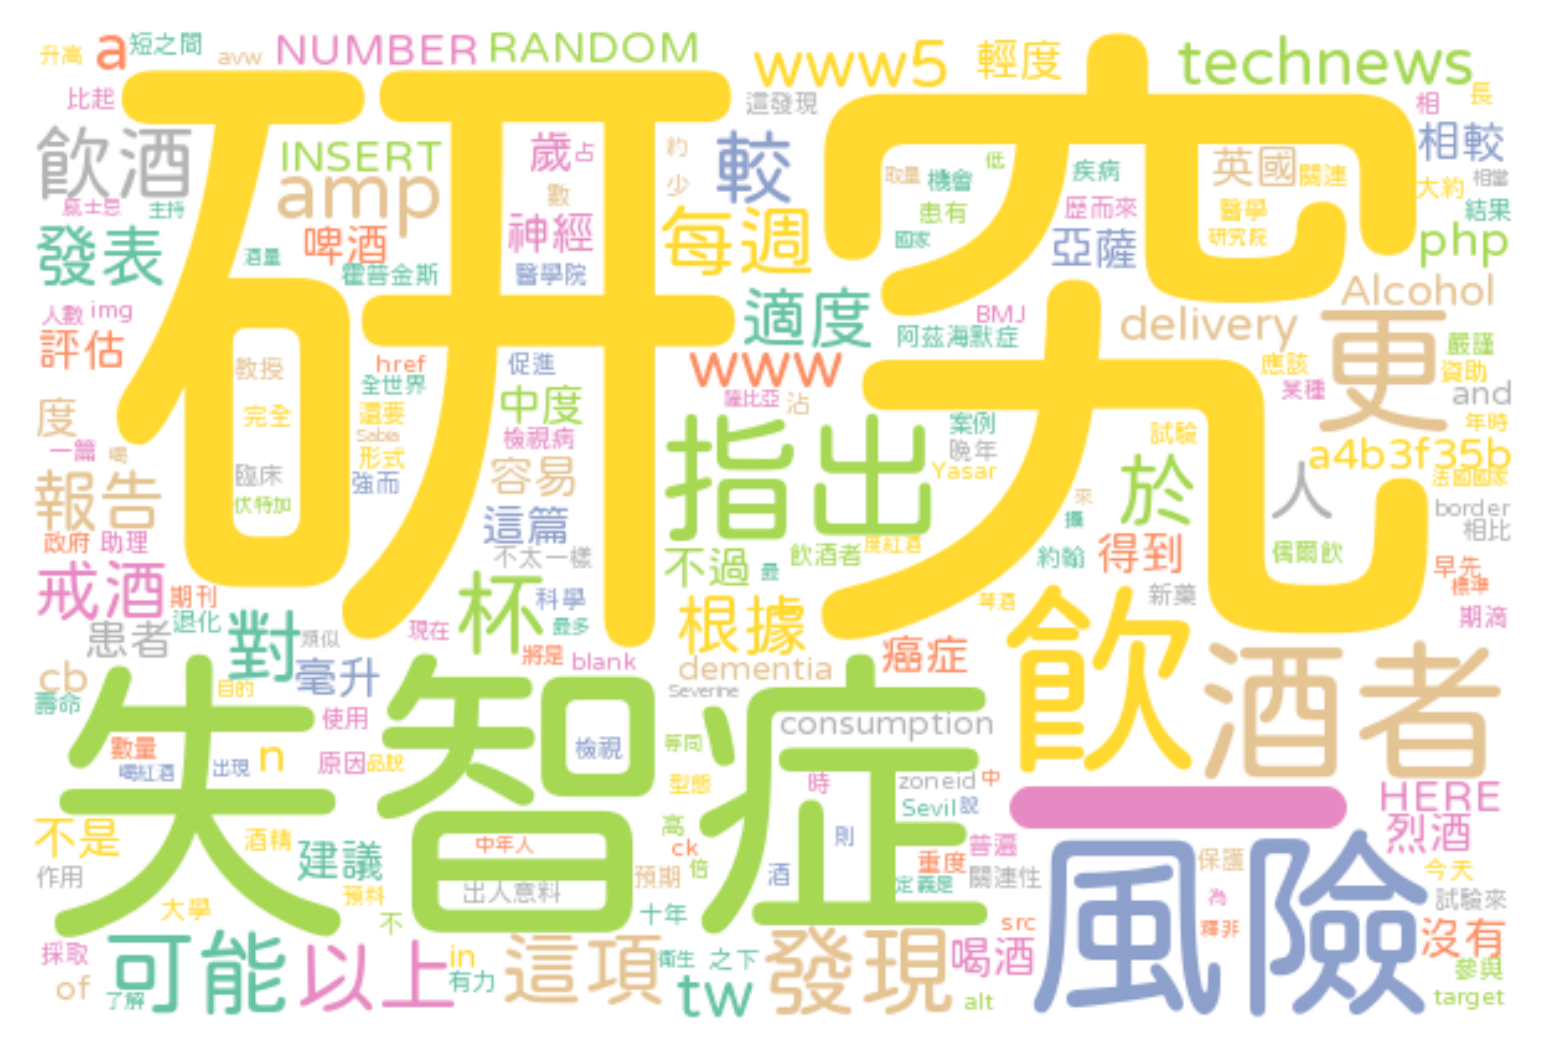 升高 a 短之間 avw NUMBER RANDOM www5 輕度 technews
比起 這發現 相 長
飲酒 INSERT 歲 占 約 較 低 疾病 英國 關連 相較
amp 數 少 取量 機會 大約 相當
威士忌 主持 神經 每週 患有 歷而來 醫學 結果
發表 啤酒 國家 亞薩 研究院 php
酒量 霍普金斯 醫學院
研究
人數 img 適度 BMJ 阿茲海默症 delivery Alcohol 更
評估 教授 href 促進 www 應該 嚴謹
全世界 薩比亞 沾 某種 資助 and
度 完全 還要 中度 案例 試驗 年時
一篇 喝 Sabia 檢視病 指出 晚年 a4b3f35b
臨床 形式 容易 Yasar 於 人 法國國家
報告 伏特加 強而 來 border
這篇 攝 相比
政府 助理 不太一樣 不過 最 飲酒者 度紅酒 約翰 得到 偶爾飲
戒酒 期刊 杯 科學 根據 琴酒 新藥 早先 標準
患者 退化 對 類似 現在 最多 期滴
將是 blank dementia 癌症 飲 酒者
cb 毫升 Severine
壽命 目的 使用 consumption
失智症
數量 出現 n 原因 品脫 檢視 等同
喝紅酒 型態 時 zoneid 中 一 HERE
不是 酒精 Sevil 說 烈酒
建議 中年人 高 則 普遍 風險
作用 ck 重度 保護 今天
預料 出人意料 預期 倍 酒 定義是 關連性 試驗來
大學 不 十年 src 為
採取 可能 以上 in 這項 衛生 之下 發現 喝酒 釋非 沒有
有力 參與
of 了解 tw alt target